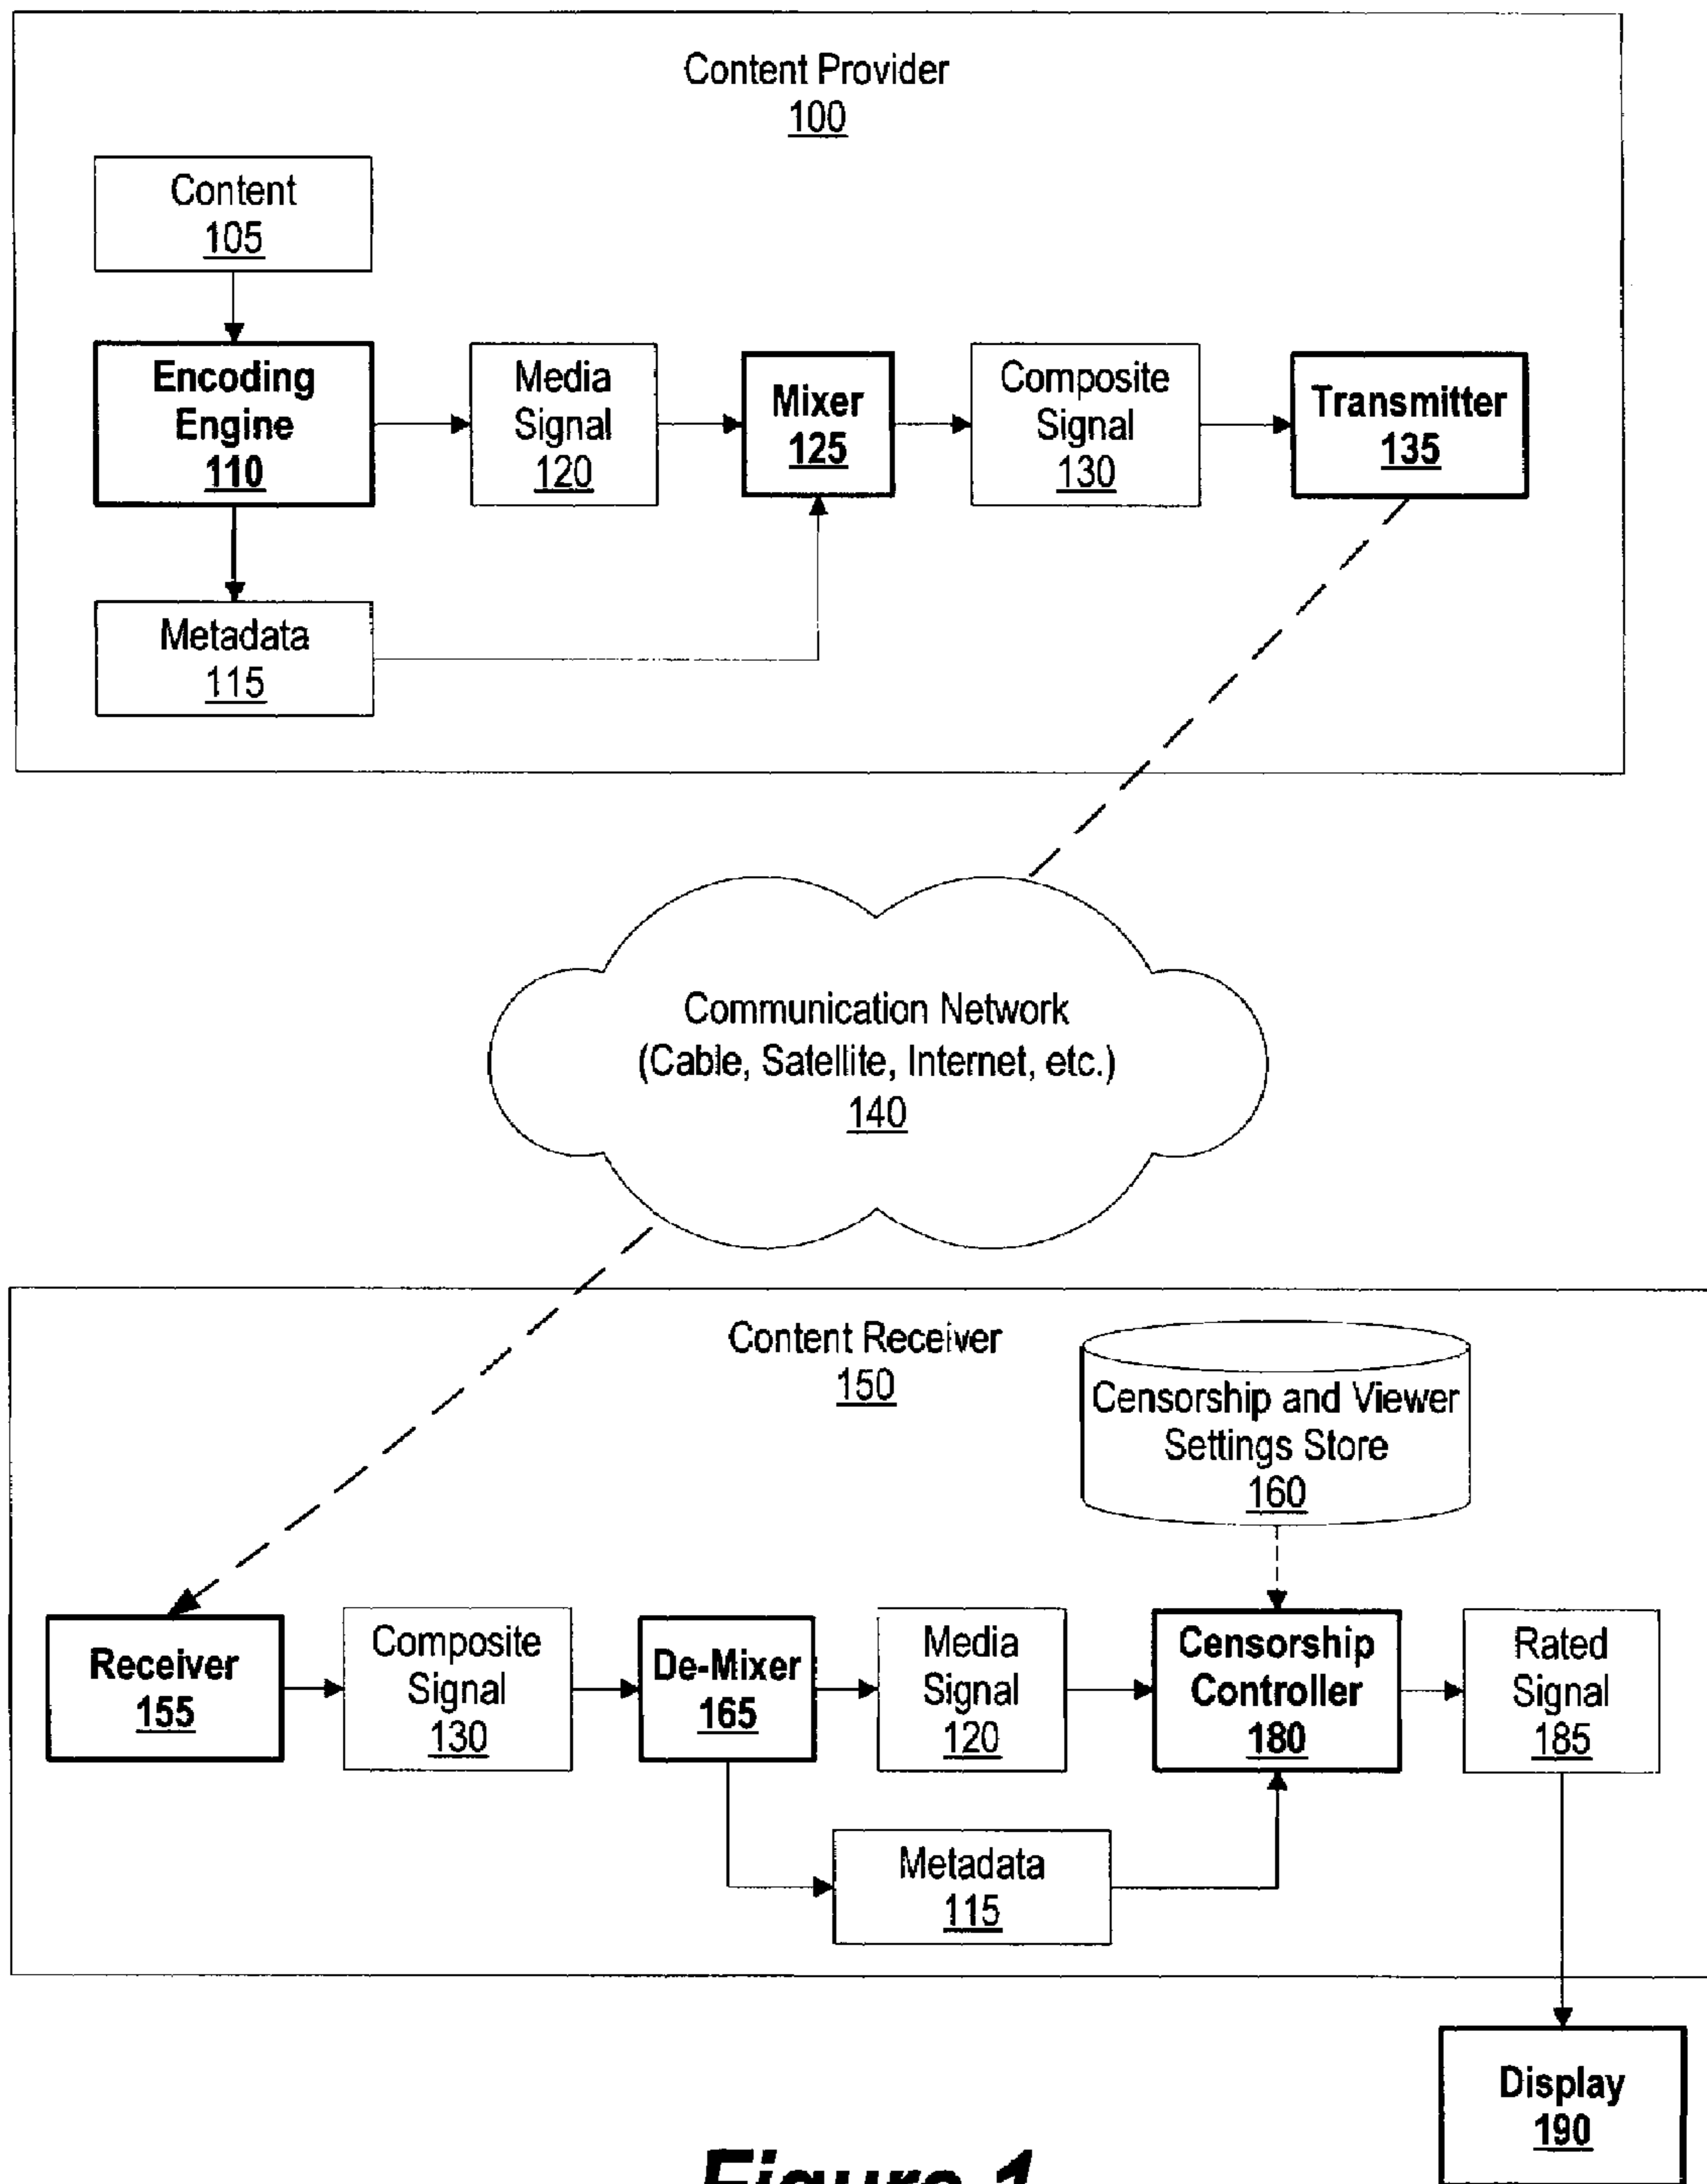 Content Provider
100
Content
105
Encoding
Engine
110
Media
Signal
120
Mixer
125
Composite
Signal
130
Transmitter
135
Metadata
115
Communication Network
(Cable, Satellite, Internet, etc.)
140
Content Receiver
150
Censorship and Viewer
Settings Store
160
Receiver
155
Composite
Signal
130
De-Mixer
165
Media
Signal
120
Censorship
Controller
180
Rated
Signal
185
Metadata
115
Display
190
Figure 1